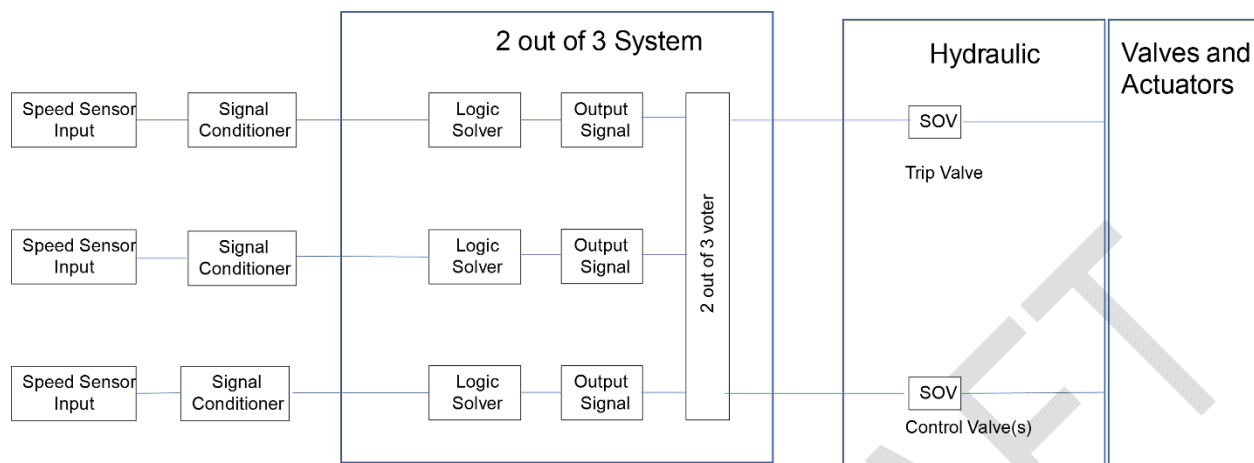 2 out of 3 System
Hydraulic
Valves and
Actuators
Speed Sensor
Input
Signal
Conditioner
Logic
Solver
Output
Signal
SOV
Trip Valve
Speed Sensor
Input
Signal
Conditioner
Logic
Solver
Output
Signal
2 out of 3 voter
Speed Sensor
Input
Signal
Conditioner
Logic
Solver
Output
Signal
SOV
Control Valve(s)